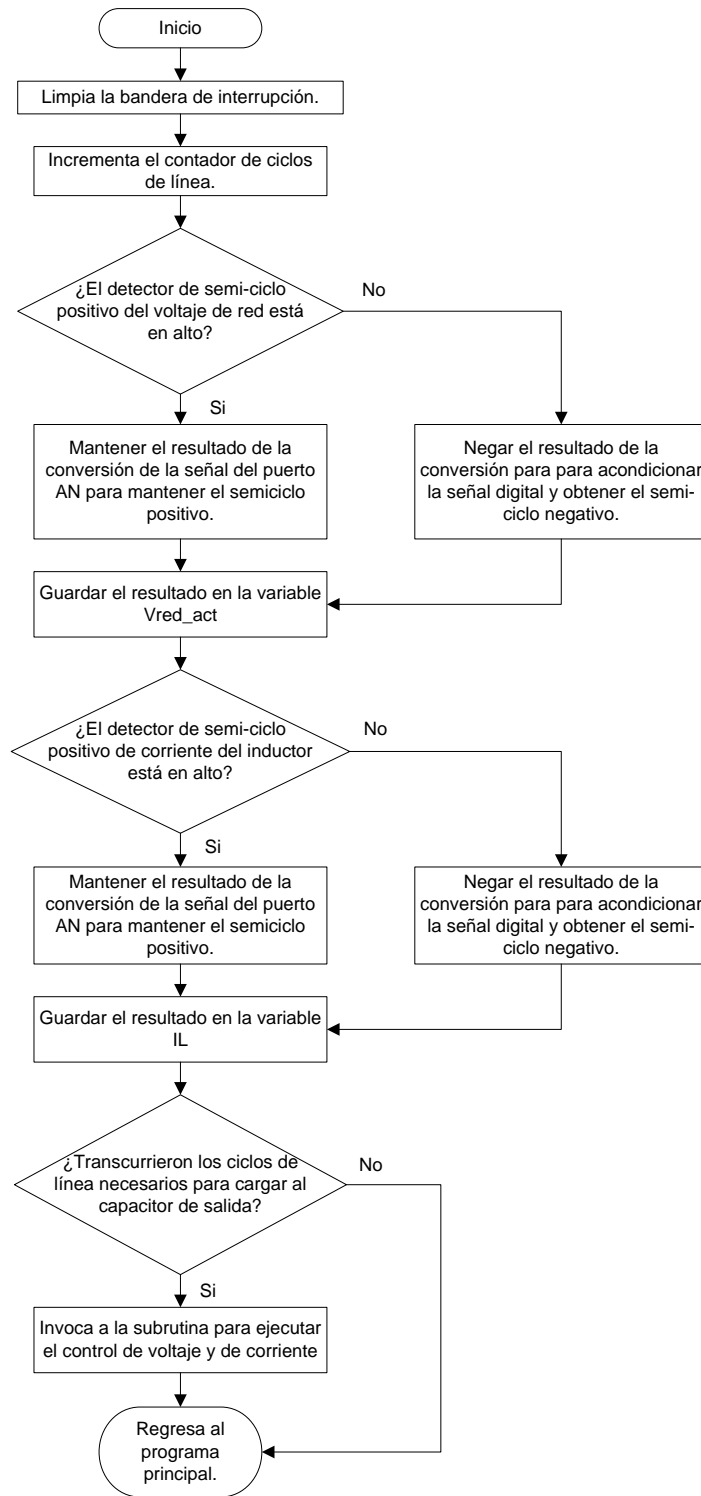 Inicio
Limpia la bandera de interrupción.
Incrementa el contador de ciclos
de línea.
¿El detector de semi-ciclo
positivo del voltaje de red está
en alto?
No
Si
Mantener el resultado de la
conversión de la señal del puerto
AN para mantener el semiciclo
positivo.
Negar el resultado de la
conversión para para acondicionar
la señal digital y obtener el semi-
ciclo negativo.
Guardar el resultado en la variable
Vred_act
¿El detector de semi-ciclo
positivo de corriente del inductor
está en alto?
No
Si
Mantener el resultado de la
conversión de la señal del puerto
AN para mantener el semiciclo
positivo.
Negar el resultado de la
conversión para para acondicionar
la señal digital y obtener el semi-
ciclo negativo.
Guardar el resultado en la variable
IL
¿Transcurrieron los ciclos de
línea necesarios para cargar al
capacitor de salida?
No
Si
Invoca a la subrutina para ejecutar
el control de voltaje y de corriente
Regresa al
programa
principal.